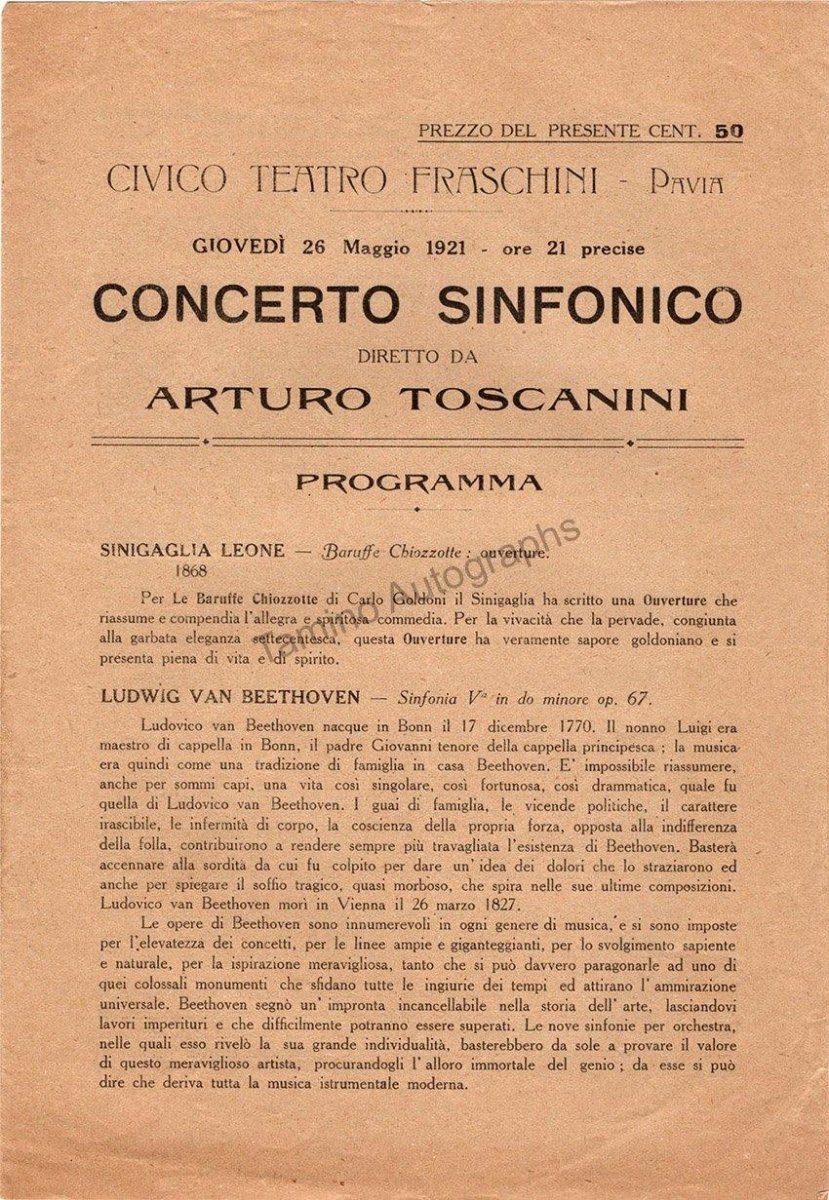 PREZZO DEL PRESENTE CENT. 50
CIVICO TEATRO FRASCHINI - PAVIA
GIOVEDÌ 26 Maggio 1921 - ore 21 precise
CONCERTO SINFONICO
DIRETTO DA
ARTURO TOSCANINI
PROGRAMMA
SINIGAGLIA LEONE — Baruffe Chiozzotte : ouverture.
1868
Per Le Baruffe Chiozzotte di Carlo Goldoni il Sinigaglia ha scritto una Ouverture che
riassume e compendia l'allegra e spiritosa commedia. Per la vivacità che la pervade, congiunta
alla garbata eleganza settecentesca, questa Ouverture ha veramente sapore goldoniano e si
presenta piena di vita e di spirito.
LUDWIG VAN BEETHOVEN — Sinfonia Va in do minore op. 67.
Ludovico van Beethoven nacque in Bonn il 17 dicembre 1770. Il nonno Luigi era
maestro di cappella in Bonn, il padre Giovanni tenore della cappella principesca ; la musica
era quindi come una tradizione di famiglia in casa Beethoven. E' impossibile riassumere,
anche per sommi capi, una vita così singolare, così fortunosa, così drammatica, quale fu
quella di Ludovico van Beethoven. I guai di famiglia, le vicende politiche, il carattere
irascibile, le infermità di corpo, la coscienza della propria forza, opposta alla indifferenza
della folla, contribuirono a rendere sempre più travagliata l'esistenza di Beethoven. Basterà
accennare alla sordità da cui fu colpito per dare un' idea dei dolori che lo straziarono ed
anche per spiegare il soffio tragico, quasi morboso, che spira nelle sue ultime composizioni.
Ludovico van Beethoven morì in Vienna il 26 marzo 1827.
Le opere di Beethoven sono innumerevoli in ogni genere di musica, e si sono imposte
per l'elevatezza dei concetti, per le linee ampie e giganteggianti, per lo svolgimento sapiente
e naturale, per la ispirazione meravigliosa, tanto che si può davvero paragonarle ad uno di
quei colossali monumenti che sfidano tutte le ingiurie dei tempi ed attirano l' ammirazione
universale. Beethoven segnò un' impronta incancellabile nella storia dell' arte, lasciandovi
lavori imperituri e che difficilmente potranno essere superati. Le nove sinfonie per orchestra,
nelle quali esso rivelò la sua grande individualità, basterebbero da sole a provare il valore
di questo meraviglioso artista, procurandogli l' alloro immortale del genio ; da esse si può
dire che deriva tutta la musica istrumentale moderna.
Tamino Autographs